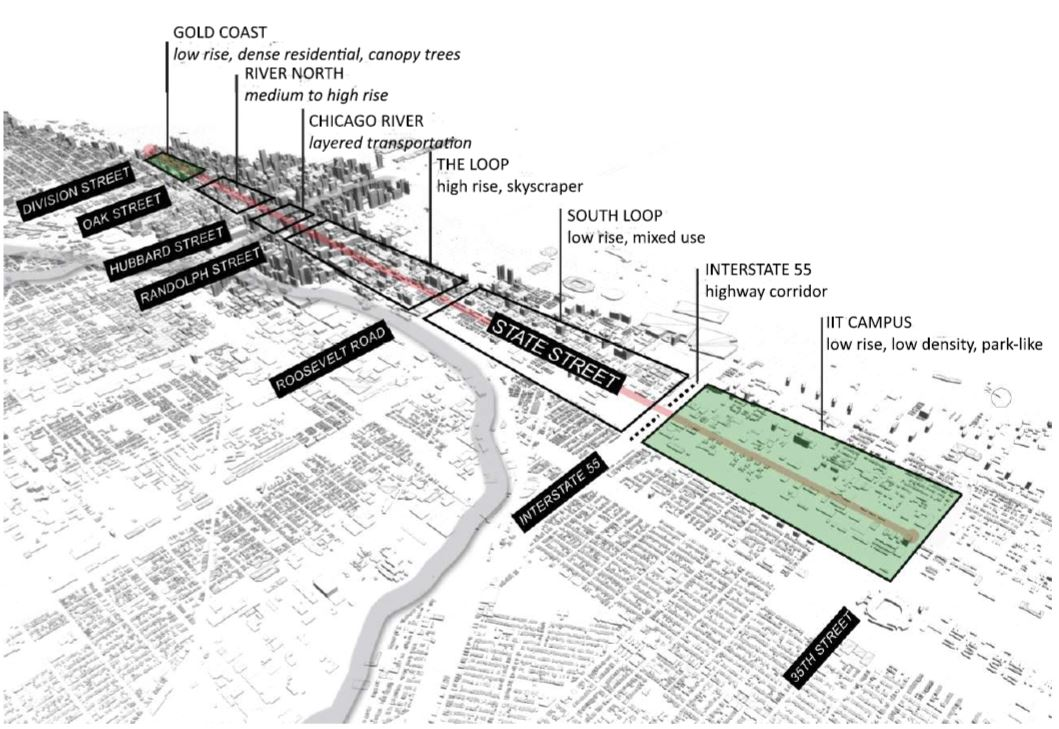 GOLD COAST
low rise, dense residential, canopy trees
RIVER NORTH
medium to high rise
CHICAGO RIVER
layered transportation
THE LOOP
high rise, skyscraper
SOUTH LOOP
low rise, mixed use
INTERSTATE 55
highway corridor
IIT CAMPUS
low rise, low density, park-like
DIVISION STREET
OAK STREET
HUBBARD STREET
RANDOLPH STREET
ROOSEVELT ROAD
STATE STREET
INTERSTATE 55
35TH STREET